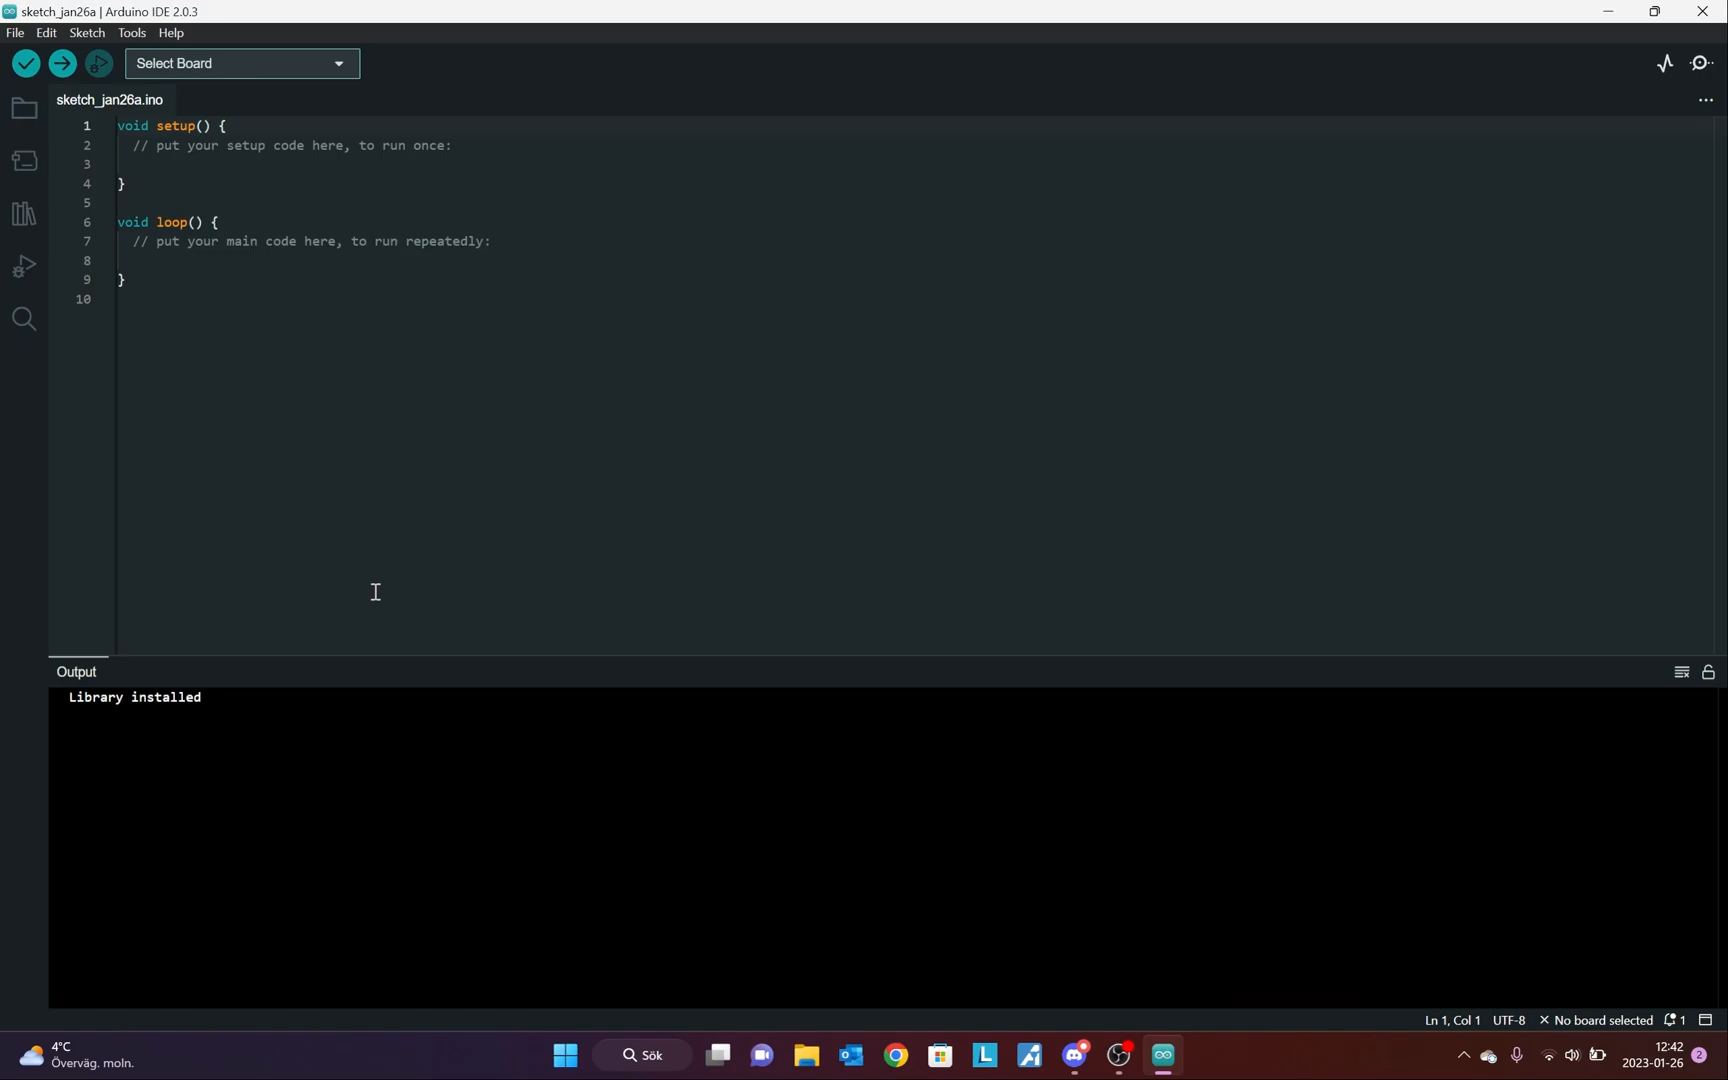 sketch_jan26a | Arduino IDE 2.0.3
File Edit Sketch Tools Help
Select Board
sketch_jan26a.ino
1 void setup() {
2 // put your setup code here, to run once:
3
4 }
5
6 void loop() {
7 // put your main code here, to run repeatedly:
8
9 }
10
Output
Library installed
Ln 1, Col 1 UTF-8 No board selected 1
4°C
Överväg. moln.
Sök
12:42
2023-01-26 2